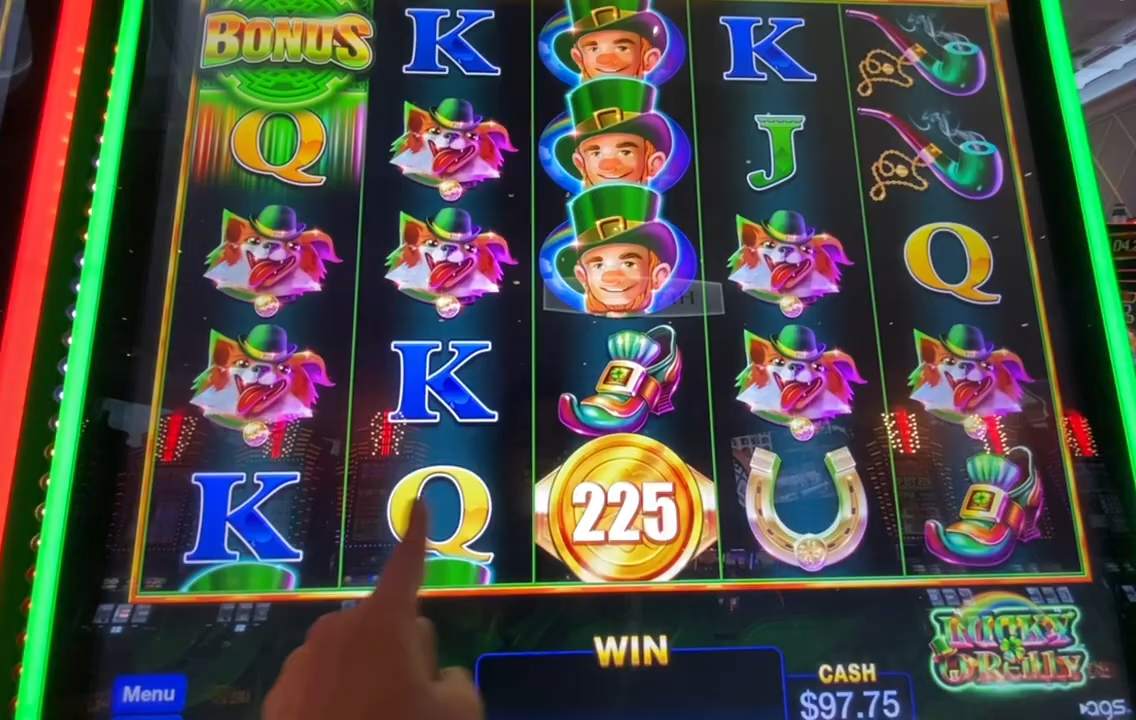 BONUS K K
Q J
Q
K
K Q 225
WIN
CASH
$97.75
Menu
LUCKY
O'REILLY
AGS